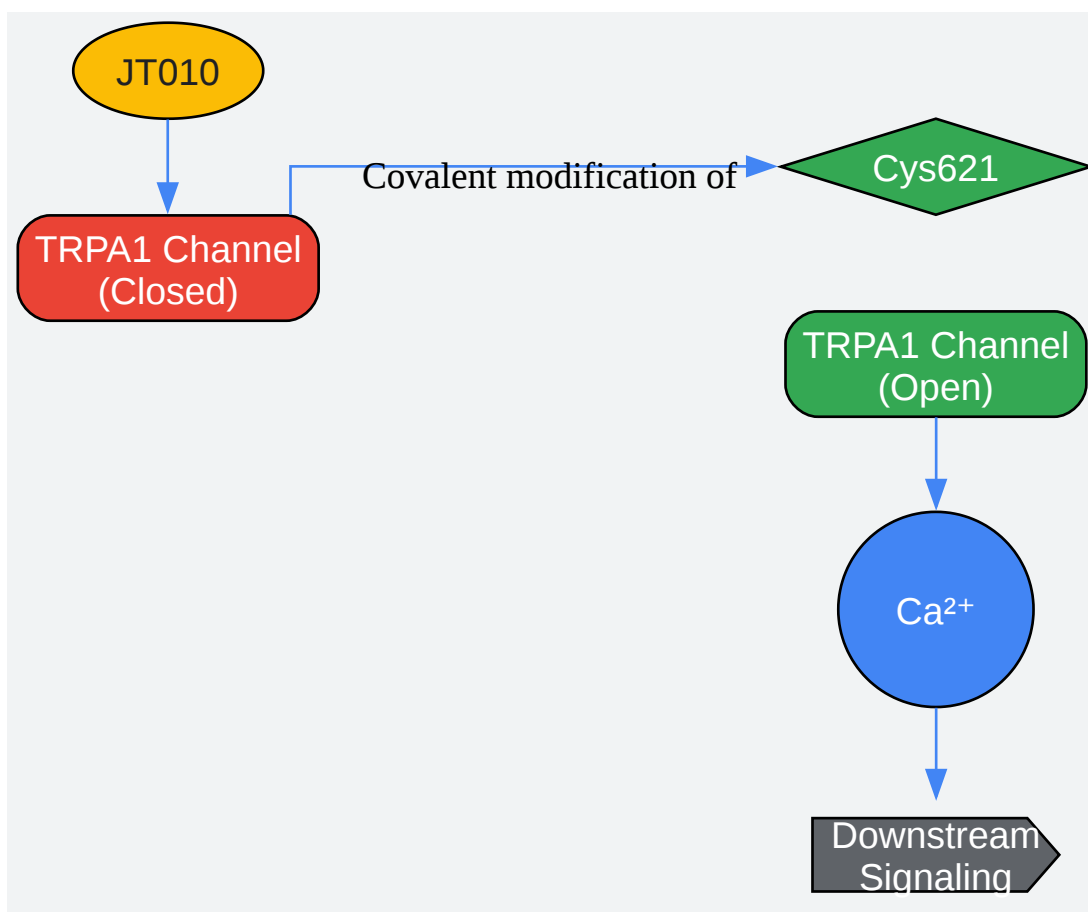 JT010
Covalent modification of
Cys621
TRPA1 Channel
(Closed)
TRPA1 Channel
(Open)
Ca²⁺
Downstream
Signaling